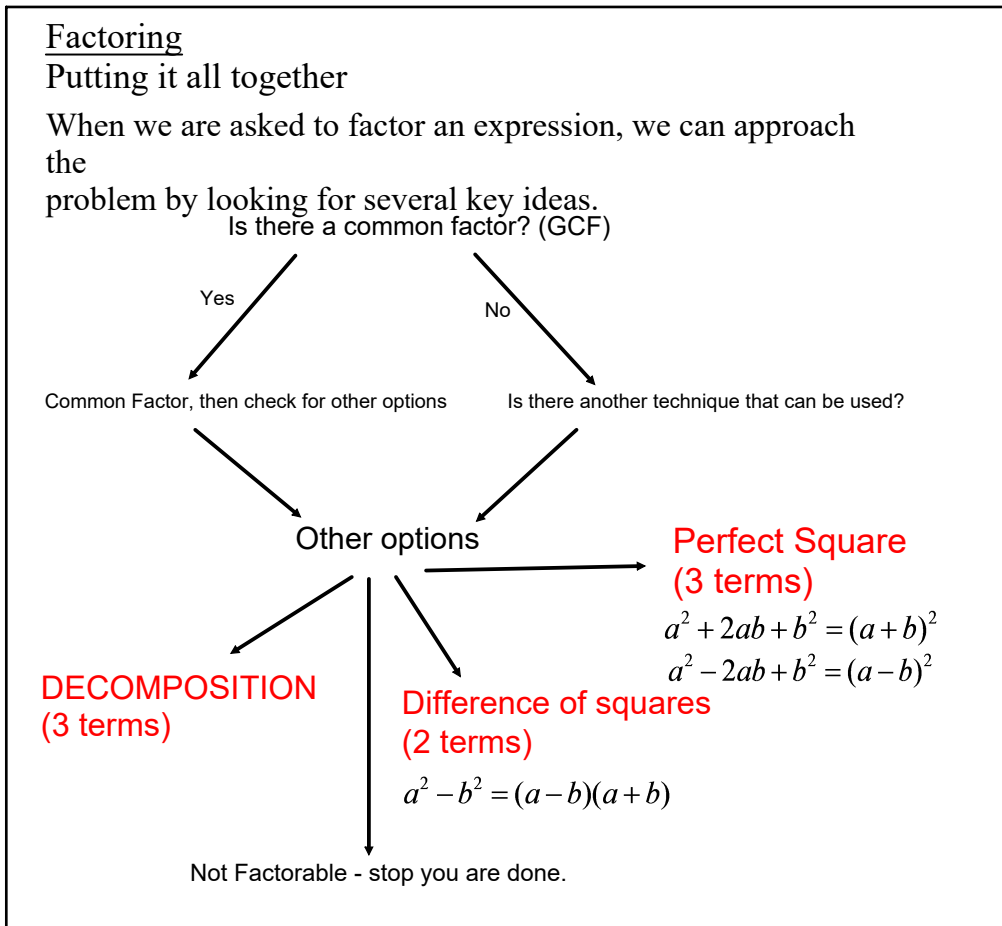 Factoring
Putting it all together
When we are asked to factor an expression, we can approach
the
problem by looking for several key ideas.
Is there a common factor? (GCF)
Yes
No
Common Factor, then check for other options
Is there another technique that can be used?
Other options
Perfect Square
(3 terms)
a² + 2ab + b² = (a + b)²
a² − 2ab + b² = (a − b)²
DECOMPOSITION
(3 terms)
Difference of squares
(2 terms)
a² − b² = (a − b)(a + b)
Not Factorable - stop you are done.